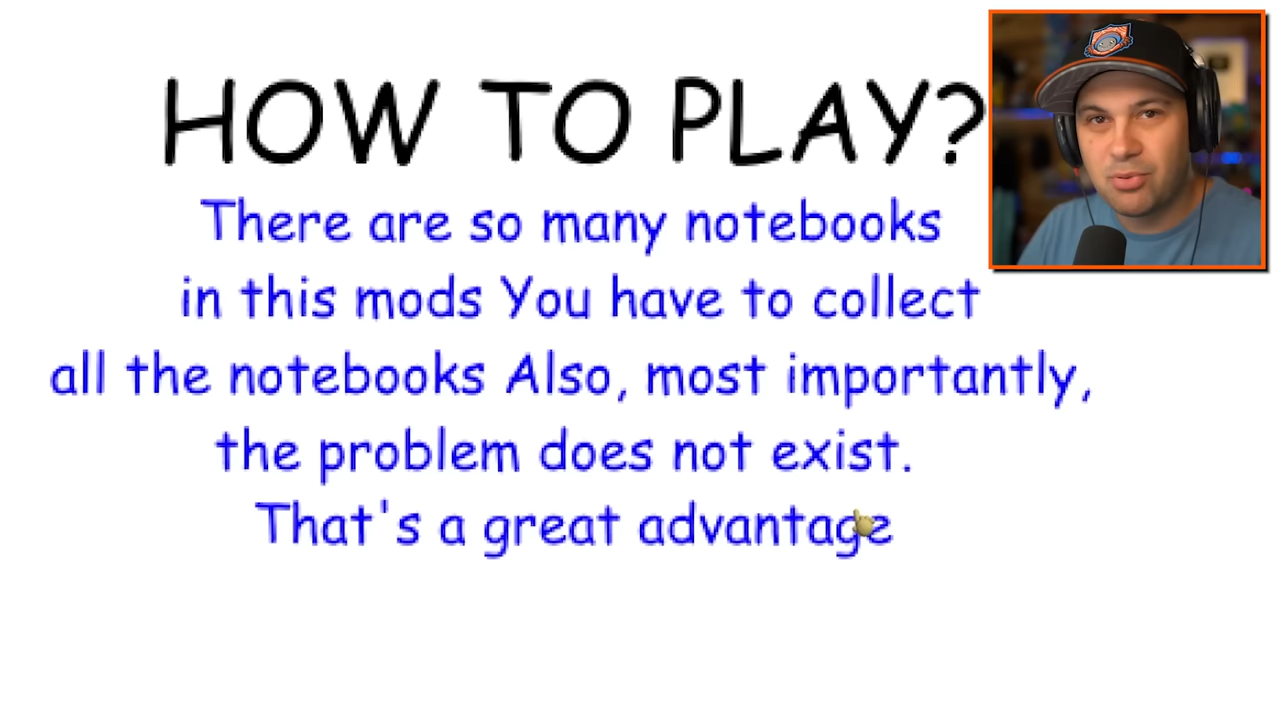 HOW TO PLAY?
There are so many notebooks
in this mods You have to collect
all the notebooks Also, most importantly,
the problem does not exist.
That's a great advantage